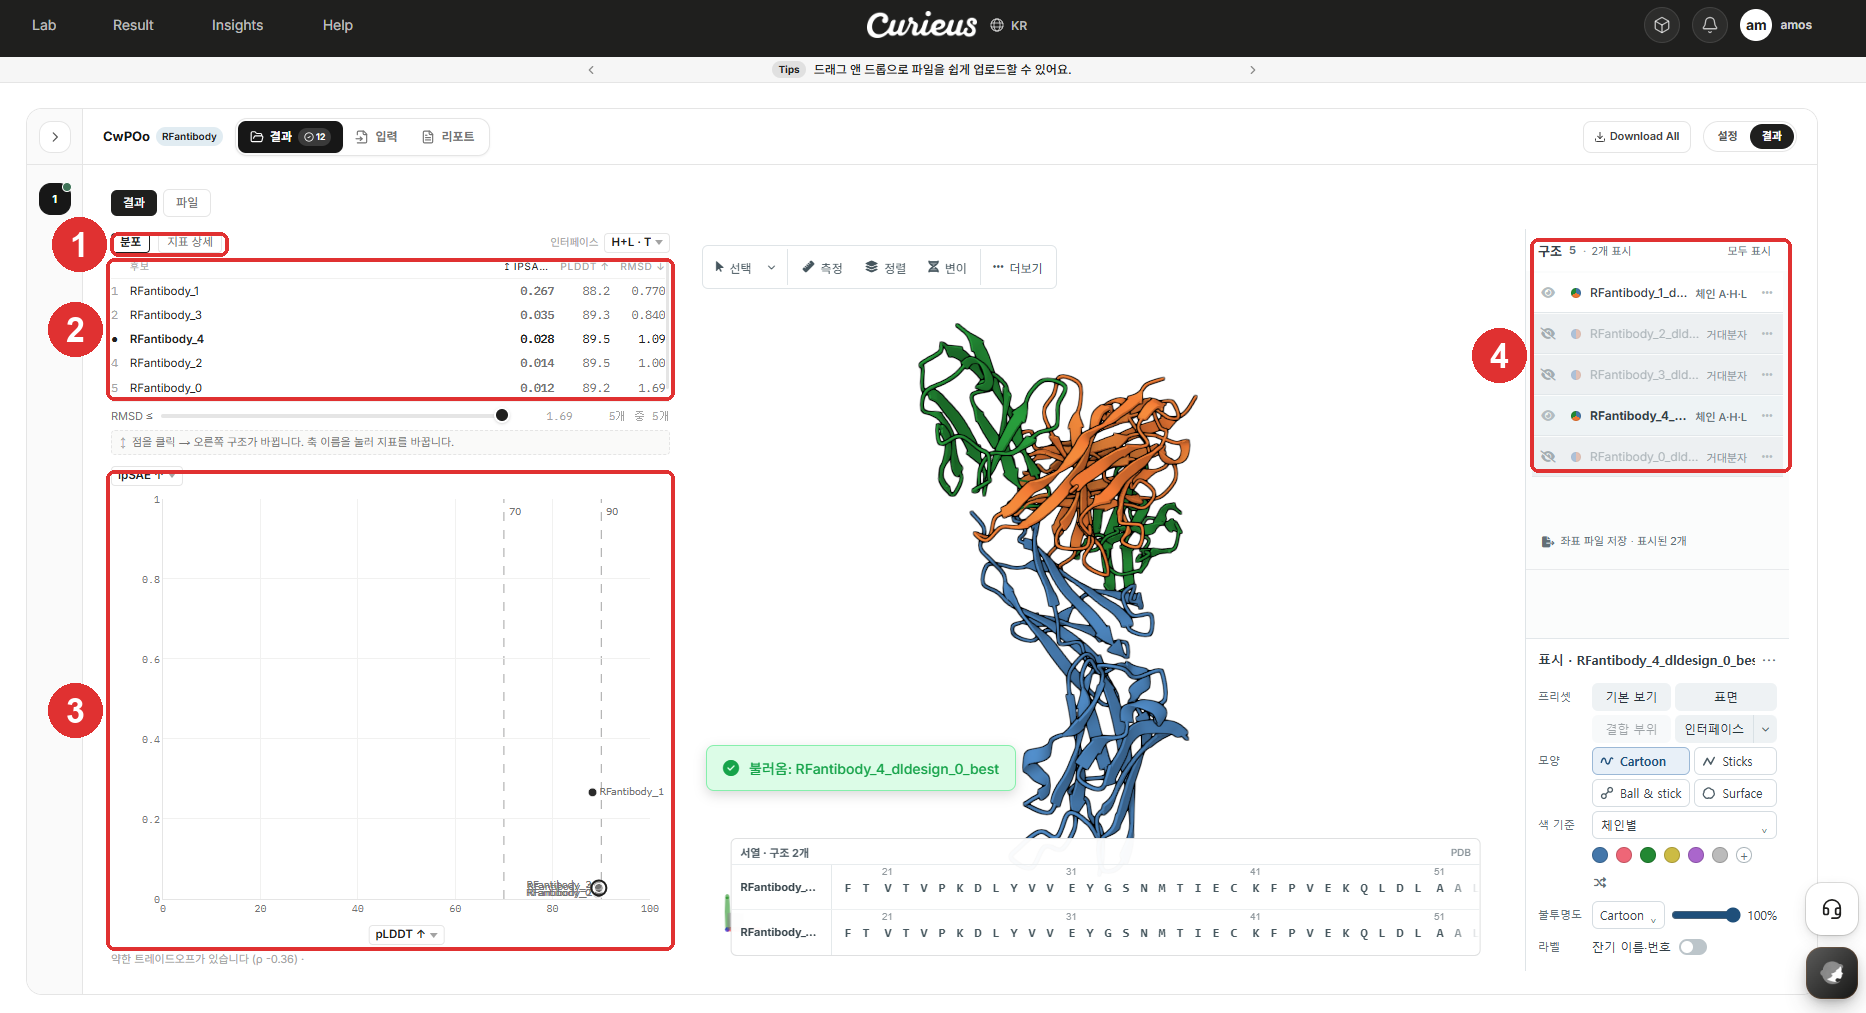 Lab
Result
Insights
Help
Curieus
KR
am
amos
Tips 드래그 앤 드롭으로 파일을 쉽게 업로드할 수 있어요.
CwPOo
RFantibody
결과 12
입력
리포트
Download All
설정
결과
1
결과
파일
1
분포
지표 상세
인터페이스
H+L · T
2
후보
IPSA...
PLDDT ↑
RMSD ↓
1 RFantibody_1 0.267 88.2 0.770
2 RFantibody_3 0.035 89.3 0.840
● RFantibody_4 0.028 89.5 1.09
4 RFantibody_2 0.014 89.5 1.00
5 RFantibody_0 0.012 89.2 1.69
RMSD ≤ 1.69 5개 중 5개
↕ 점을 클릭 → 오른쪽 구조가 바뀝니다. 축 이름을 눌러 지표를 바꿉니다.
3
ipSAE ↑
1
0.8
0.6
0.4
0.2
0
70
90
RFantibody_1
0 20 40 60 80 100
pLDDT ↑
약한 트레이드오프가 있습니다 (ρ -0.36) ·
선택
측정
정렬
변이
더보기
불러옴: RFantibody_4_dldesign_0_best
서열 · 구조 2개
PDB
21 31 41 51
RFantibody_... F T V T V P K D L Y V V E Y G S N M T I E C K F P V E K Q L D L A A L
21 31 41 51
RFantibody_... F T V T V P K D L Y V V E Y G S N M T I E C K F P V E K Q L D L A A L
4
구조 5 · 2개 표시
모두 표시
RFantibody_1_d... 체인 A·H·L
RFantibody_2_dld... 거대분자
RFantibody_3_dld... 거대분자
RFantibody_4_... 체인 A·H·L
RFantibody_0_dld... 거대분자
좌표 파일 저장 · 표시된 2개
표시 · RFantibody_4_dldesign_0_bes
프리셋
기본 보기
표면
결합 부위
인터페이스
모양
Cartoon
Sticks
Ball & stick
Surface
색 기준
체인별
불투명도
Cartoon
100%
라벨
잔기 이름·번호